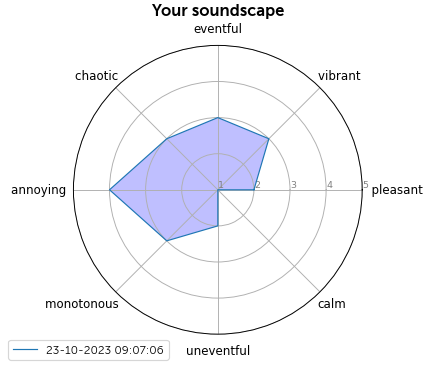 Your soundscape
eventful
chaotic
vibrant
annoying
1 2 3 4 5
pleasant
monotonous
calm
uneventful
23-10-2023 09:07:06